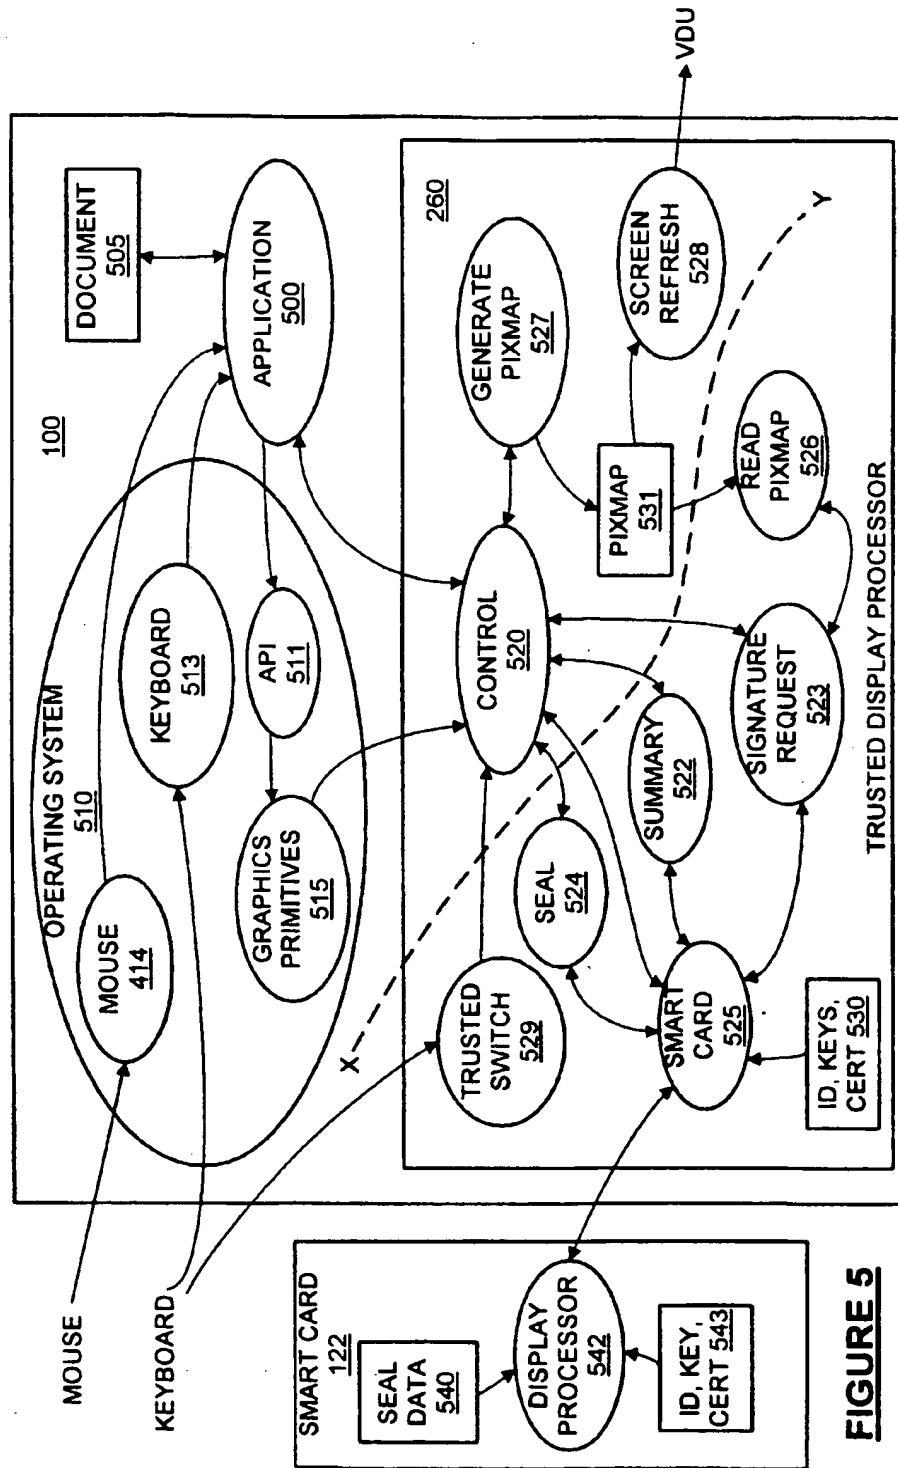 MOUSE
KEYBOARD
100
OPERATING SYSTEM
510
MOUSE
414
KEYBOARD
513
GRAPHICS
PRIMITIVES
515
API
511
DOCUMENT
505
APPLICATION
500
X
260
TRUSTED
SWITCH
529
CONTROL
520
GENERATE
PIXMAP
527
SEAL
524
PIXMAP
531
SCREEN
REFRESH
528
VDU
SUMMARY
522
SMART
CARD
525
SIGNATURE
REQUEST
523
READ
PIXMAP
526
Y
ID, KEYS,
CERT 530
TRUSTED DISPLAY PROCESSOR
SMART CARD
122
SEAL
DATA
540
DISPLAY
PROCESSOR
542
ID, KEY,
CERT 543
FIGURE 5